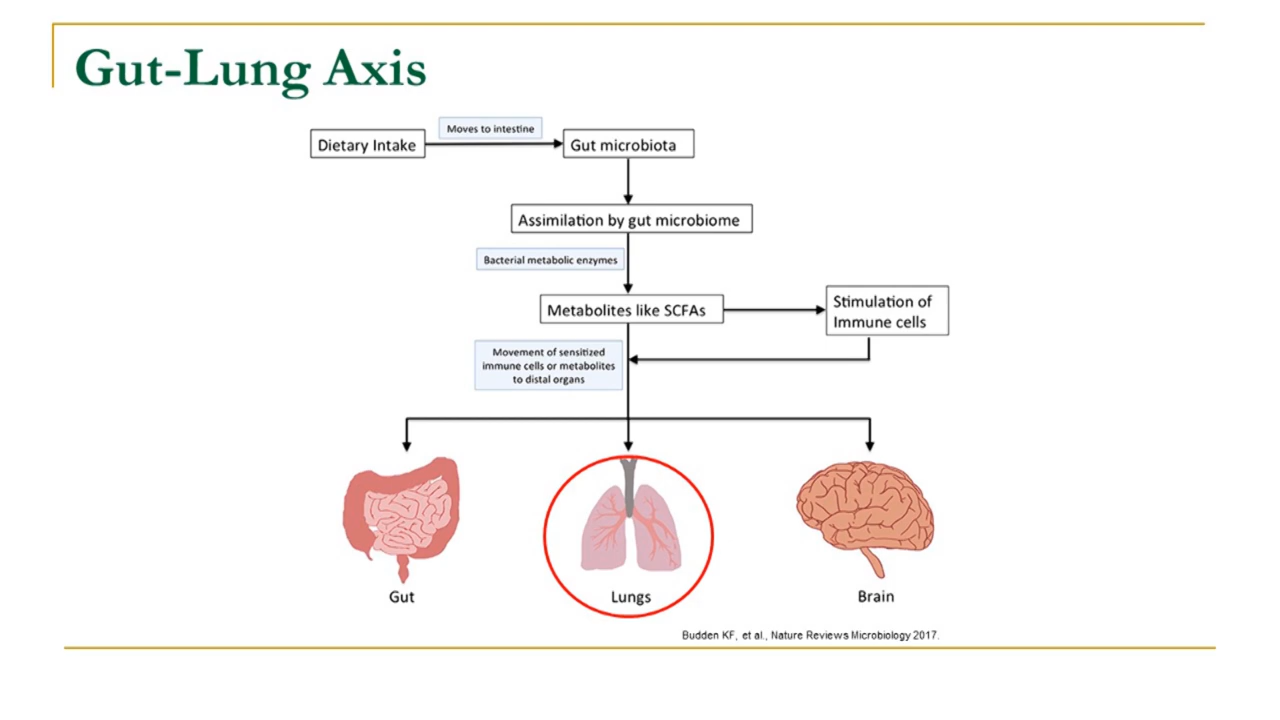 Gut-Lung Axis
Moves to intestine
Dietary Intake
Gut microbiota
Assimilation by gut microbiome
Bacterial metabolic enzymes
Metabolites like SCFAs
Stimulation of
Immune cells
Movement of sensitized
immune cells or metabolites
to distal organs
Gut
Lungs
Brain
Budden KF, et al., Nature Reviews Microbiology 2017.